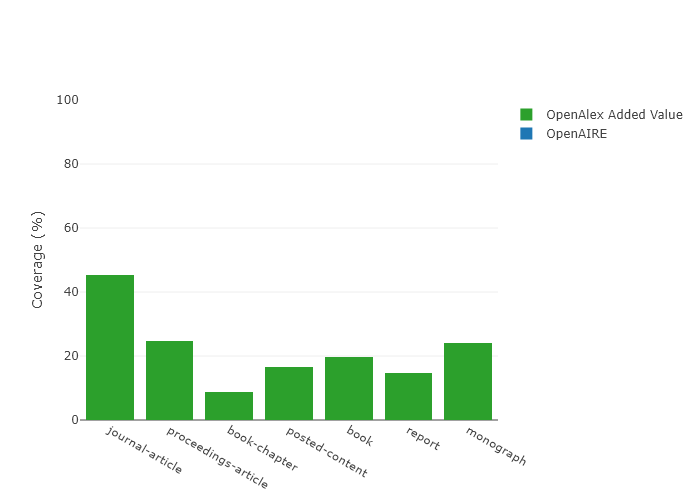 100
80
60
40
20
0
Coverage (%)
journal-article
proceedings-article
book-chapter
posted-content
book
report
monograph
OpenAlex Added Value
OpenAIRE